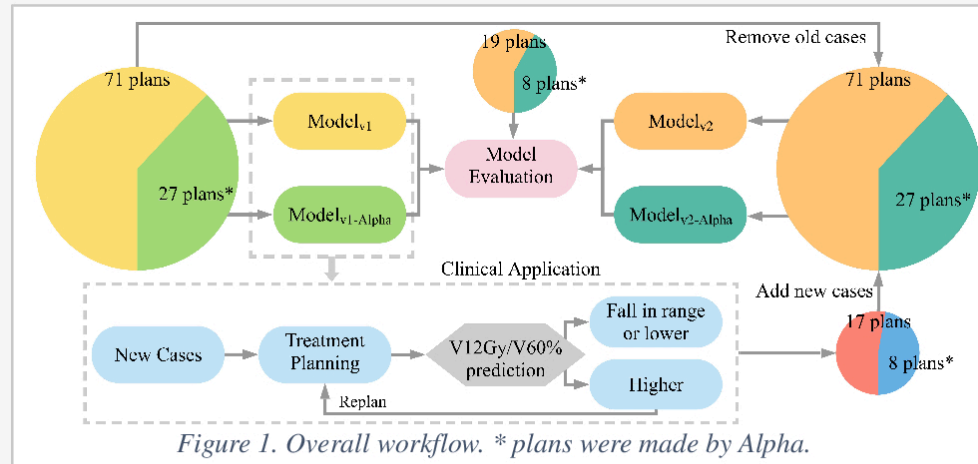 Remove old cases
71 plans
27 plans*
Model_v1
Model_v1-Alpha
19 plans
8 plans*
Model
Evaluation
Model_v2
Model_v2-Alpha
71 plans
27 plans*
Clinical Application
New Cases
Treatment
Planning
V12Gy/V60%
prediction
Fall in range
or lower
Higher
Replan
Add new cases
17 plans
8 plans*
Figure 1. Overall workflow. * plans were made by Alpha.